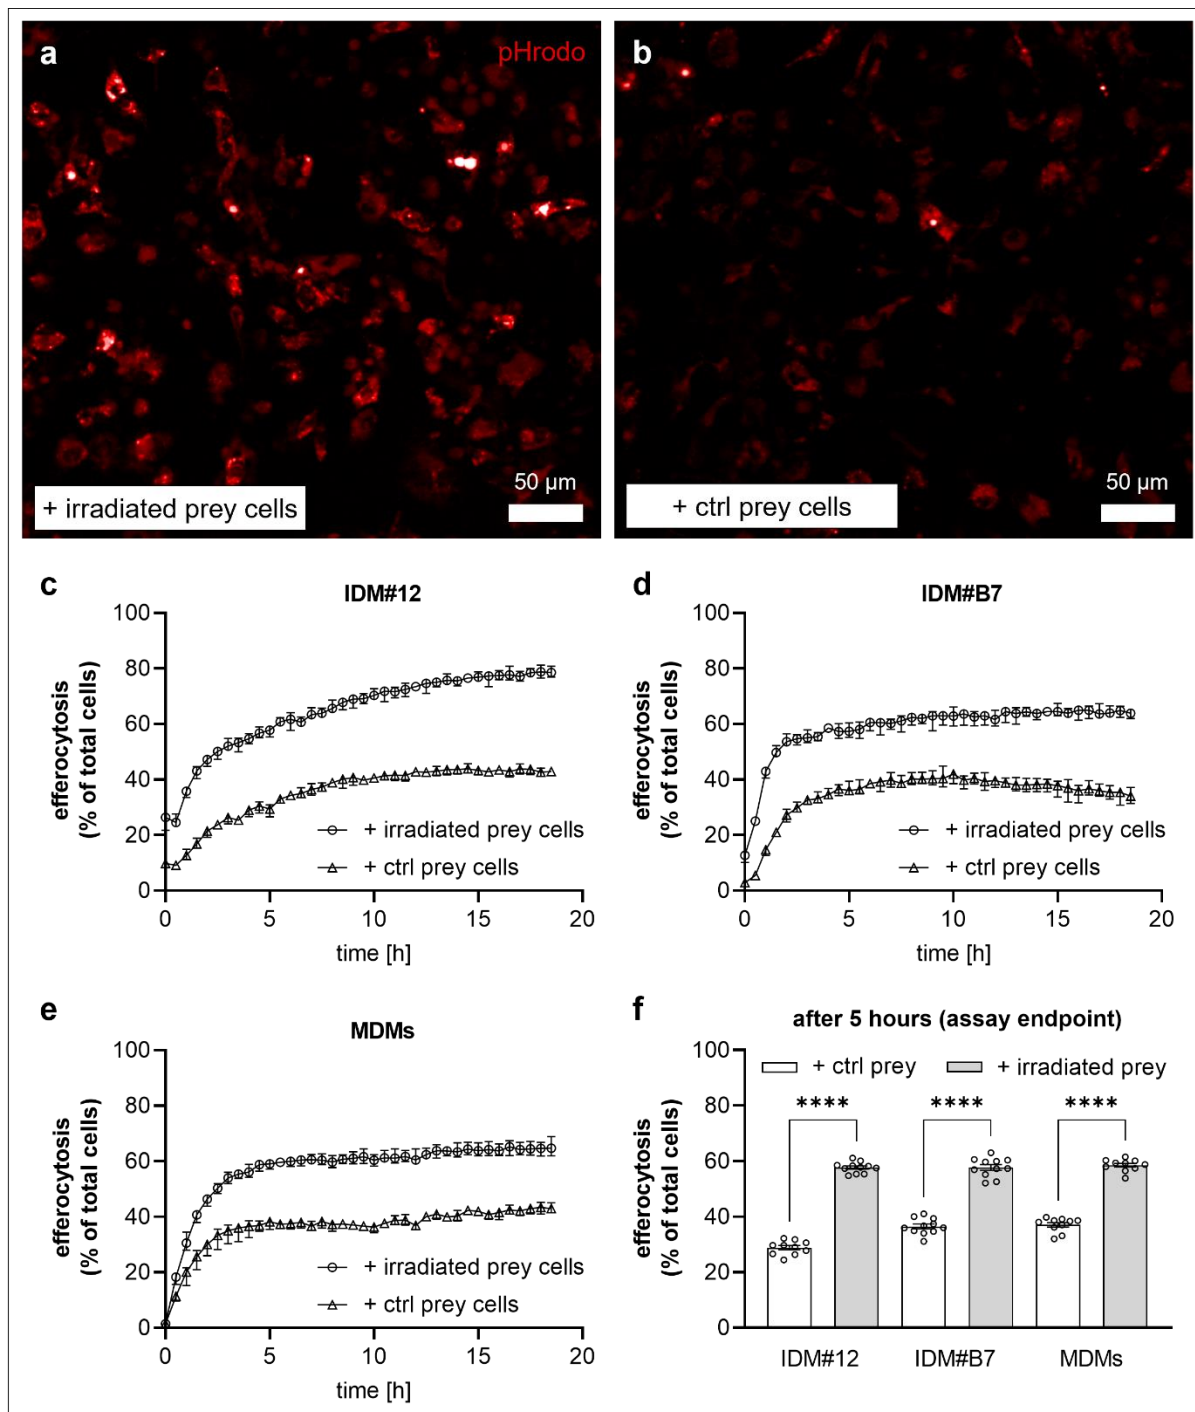 a
pHrodo
+ irradiated prey cells
50 µm
b
+ ctrl prey cells
50 µm
c
IDM#12
efferocytosis
(% of total cells)
100
80
60
40
20
0
+ irradiated prey cells
+ ctrl prey cells
0 5 10 15 20
time [h]
d
IDM#B7
efferocytosis
(% of total cells)
100
80
60
40
20
0
+ irradiated prey cells
+ ctrl prey cells
0 5 10 15 20
time [h]
e
MDMs
efferocytosis
(% of total cells)
100
80
60
40
20
0
+ irradiated prey cells
+ ctrl prey cells
0 5 10 15 20
time [h]
f
after 5 hours (assay endpoint)
efferocytosis
(% of total cells)
100
80
60
40
20
0
+ ctrl prey + irradiated prey
**** **** ****
IDM#12 IDM#B7 MDMs